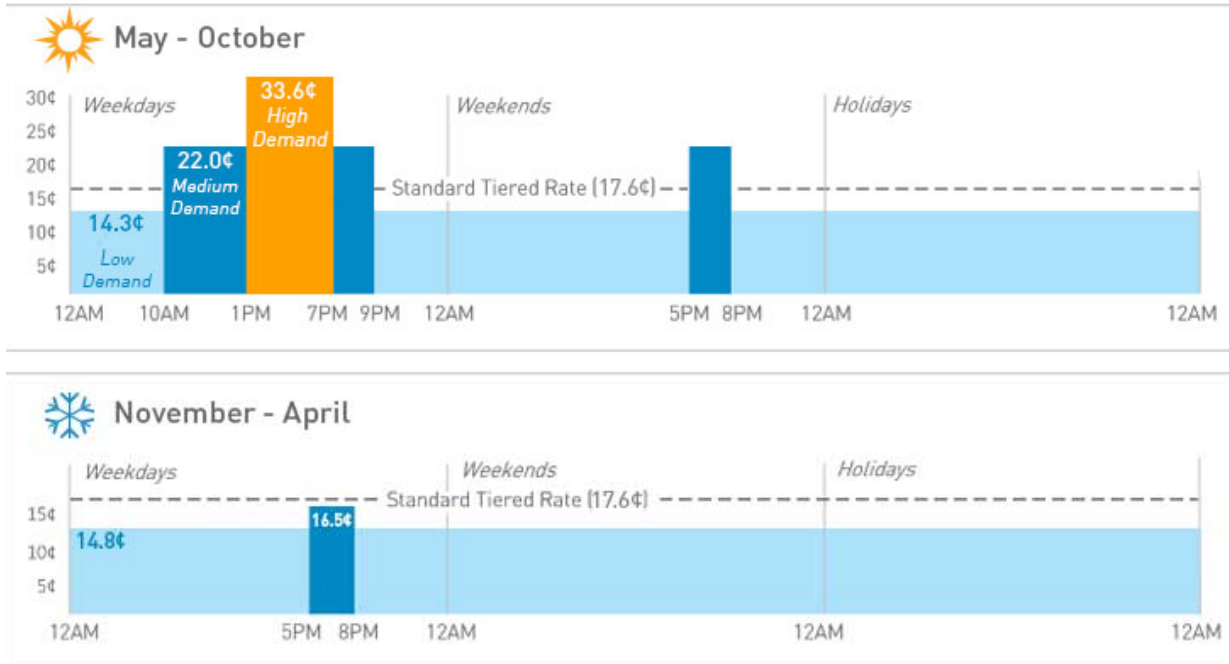 May - October
30¢
25¢
20¢
15¢
10¢
5¢
Weekdays
Weekends
Holidays
33.6¢
High
Demand
22.0¢
Medium
Demand
Standard Tiered Rate (17.6¢)
14.3¢
Low
Demand
12AM 10AM 1PM 7PM 9PM 12AM 5PM 8PM 12AM 12AM
November - April
Weekdays
Weekends
Holidays
Standard Tiered Rate (17.6¢)
15¢
10¢
5¢
16.5¢
14.8¢
12AM 5PM 8PM 12AM 12AM 12AM